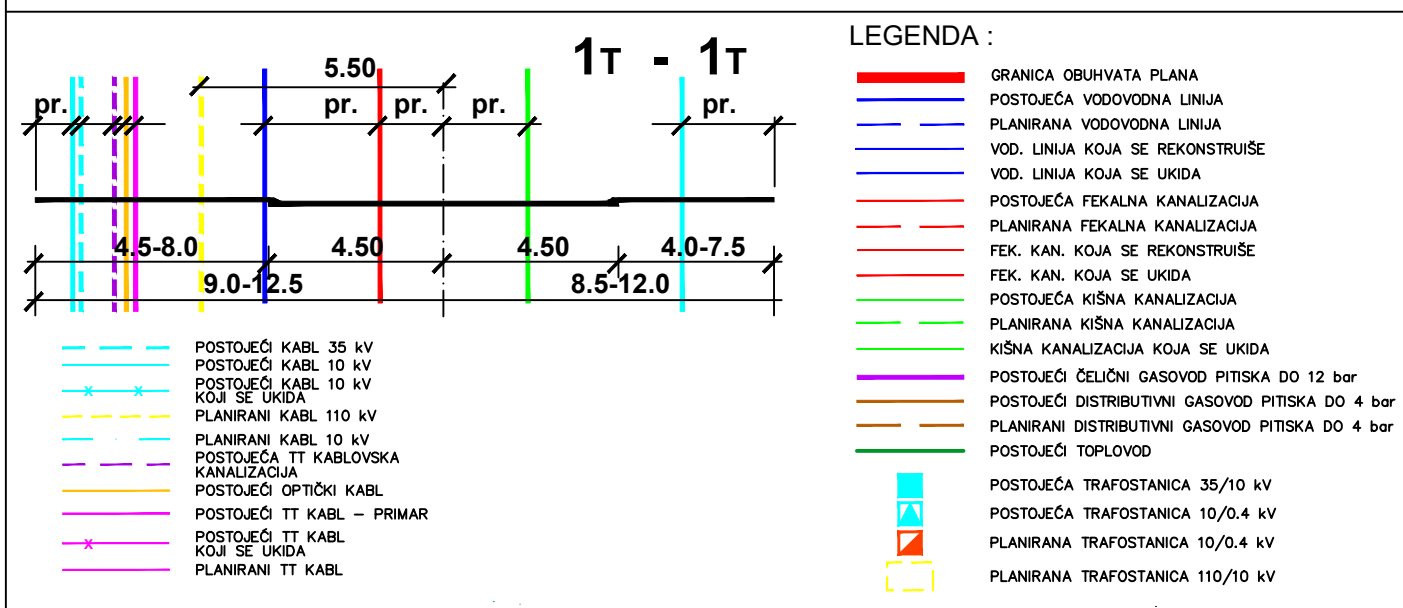 1T - 1T
5.50
pr.
pr.
pr.
pr.
pr.
4.5-8.0
4.50
4.50
4.0-7.5
9.0-12.5
8.5-12.0
POSTOJEĆI KABL 35 kV
POSTOJEĆI KABL 10 kV
POSTOJEĆI KABL 10 kV
KOJI SE UKIDA
PLANIRANI KABL 110 kV
PLANIRANI KABL 10 kV
POSTOJEĆA TT KABLOVSKA
KANALIZACIJA
POSTOJEĆI OPTIČKI KABL
POSTOJEĆI TT KABL – PRIMAR
POSTOJEĆI TT KABL
KOJI SE UKIDA
PLANIRANI TT KABL
LEGENDA :
GRANICA OBUHVATA PLANA
POSTOJEĆA VODOVODNA LINIJA
PLANIRANA VODOVODNA LINIJA
VOD. LINIJA KOJA SE REKONSTRUIŠE
VOD. LINIJA KOJA SE UKIDA
POSTOJEĆA FEKALNA KANALIZACIJA
PLANIRANA FEKALNA KANALIZACIJA
FEK. KAN. KOJA SE REKONSTRUIŠE
FEK. KAN. KOJA SE UKIDA
POSTOJEĆA KIŠNA KANALIZACIJA
PLANIRANA KIŠNA KANALIZACIJA
KIŠNA KANALIZACIJA KOJA SE UKIDA
POSTOJEĆI ČELIČNI GASOVOD PITISKA DO 12 bar
POSTOJEĆI DISTRIBUTIVNI GASOVOD PITISKA DO 4 bar
PLANIRANI DISTRIBUTIVNI GASOVOD PITISKA DO 4 bar
POSTOJEĆI TOPLOVOD
POSTOJEĆA TRAFOSTANICA 35/10 kV
POSTOJEĆA TRAFOSTANICA 10/0.4 kV
PLANIRANA TRAFOSTANICA 10/0.4 kV
PLANIRANA TRAFOSTANICA 110/10 kV